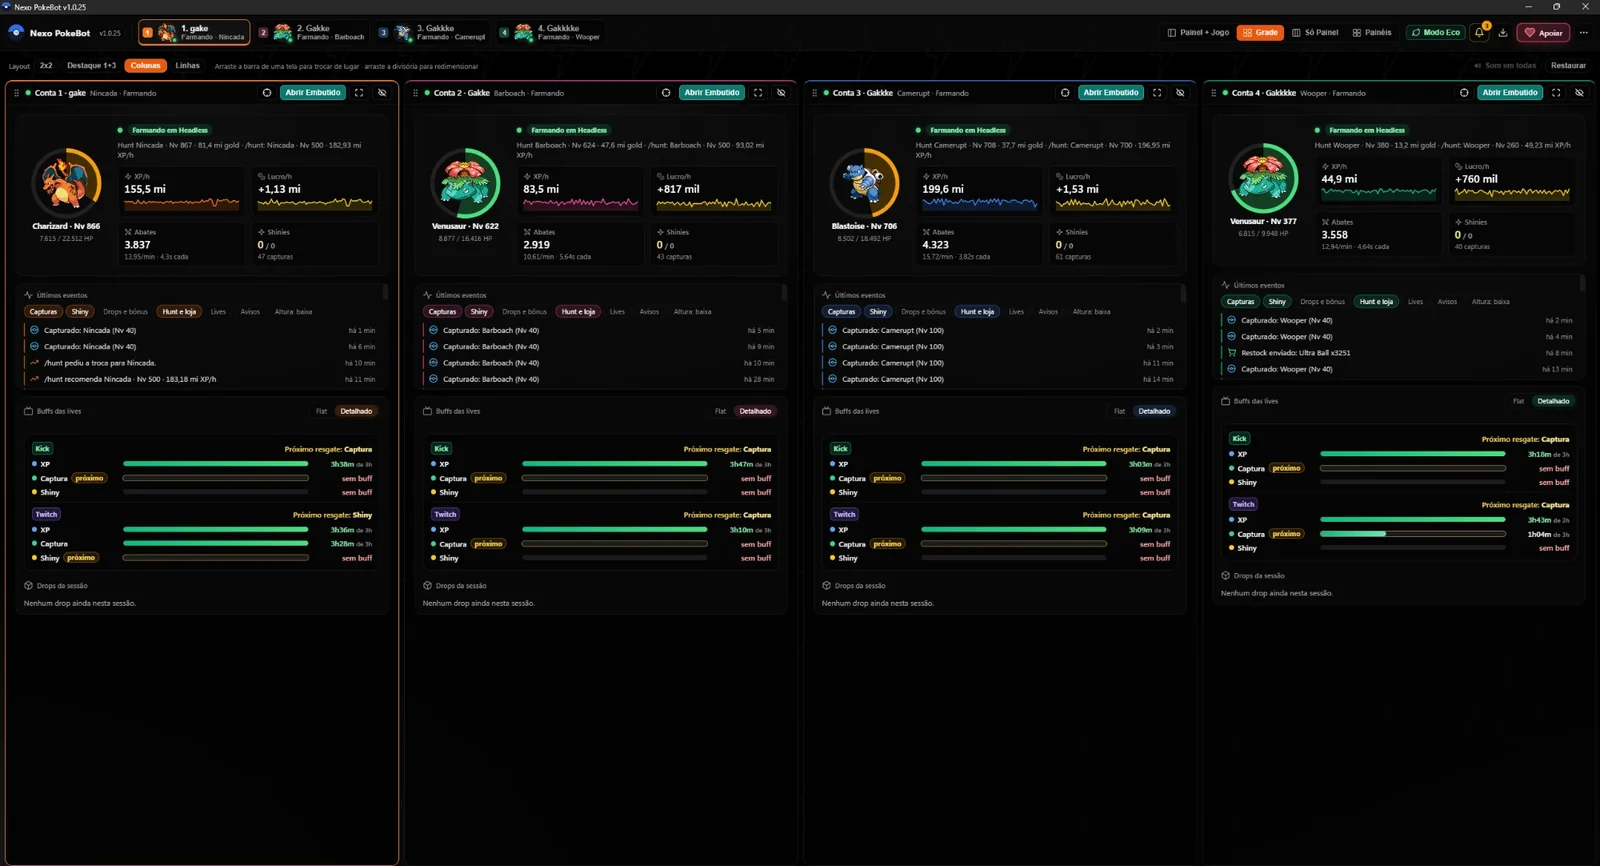 Nexo PokeBot v1.0.25
Nexo PokeBot v1.0.25
1 1. gake
Farmando · Nincada
2 2. Gakke
Farmando · Barboach
3 3. Gakkke
Farmando · Camerupt
4 4. Gakkkke
Farmando · Wooper
Painel + Jogo Grade Só Painel Painéis Modo Eco Apoiar
Layout 2x2 Destaque 1+3 Colunas Linhas Arraste a barra de uma tela para trocar de lugar · arraste a divisória para redimensionar Som em todas Restaurar
Conta 1 · gake Nincada · Farmando Abrir Embutido
Farmando em Headless
Hunt Nincada · Nv 867 · 81,4 mi gold · /hunt: Nincada · Nv 500 · 182,93 mi
XP/h
XP/h Lucro/h
155,5 mi +1,13 mi
Charizard · Nv 866
7.615 / 22.512 HP
Abates Shinies
3.837 0 / 0
13,95/min · 4,3s cada 47 capturas
Últimos eventos
Capturas Shiny Drops e bônus Hunt e loja Lives Avisos Altura: baixa
Capturado: Nincada (Nv 40) há 1 min
Capturado: Nincada (Nv 40) há 6 min
/hunt pediu a troca para Nincada. há 10 min
/hunt recomenda Nincada · Nv 500 · 183,18 mi XP/h há 11 min
Buffs das lives Flat Detalhado
Kick Próximo resgate: Captura
XP 3h38m de 3h
Captura próximo sem buff
Shiny sem buff
Twitch Próximo resgate: Shiny
XP 3h36m de 3h
Captura 3h28m de 3h
Shiny próximo sem buff
Drops da sessão
Nenhum drop ainda nesta sessão.
Conta 2 · Gakke Barboach · Farmando Abrir Embutido
Farmando em Headless
Hunt Barboach · Nv 624 · 47,6 mi gold · /hunt: Barboach · Nv 500 · 93,02 mi
XP/h
XP/h Lucro/h
83,5 mi +817 mil
Venusaur · Nv 622
8.877 / 16.416 HP
Abates Shinies
2.919 0 / 0
10,61/min · 5,64s cada 43 capturas
Últimos eventos
Capturas Shiny Drops e bônus Hunt e loja Lives Avisos Altura: baixa
Capturado: Barboach (Nv 40) há 5 min
Capturado: Barboach (Nv 40) há 9 min
Capturado: Barboach (Nv 40) há 10 min
Capturado: Barboach (Nv 40) há 28 min
Buffs das lives Flat Detalhado
Kick Próximo resgate: Captura
XP 3h47m de 3h
Captura próximo sem buff
Shiny sem buff
Twitch Próximo resgate: Captura
XP 3h10m de 3h
Captura próximo sem buff
Shiny sem buff
Drops da sessão
Nenhum drop ainda nesta sessão.
Conta 3 · Gakkke Camerupt · Farmando Abrir Embutido
Farmando em Headless
Hunt Camerupt · Nv 708 · 37,7 mi gold · /hunt: Camerupt · Nv 700 · 196,95 mi
XP/h
XP/h Lucro/h
199,6 mi +1,53 mi
Blastoise · Nv 706
8.502 / 18.492 HP
Abates Shinies
4.323 0 / 0
15,72/min · 3,82s cada 61 capturas
Últimos eventos
Capturas Shiny Drops e bônus Hunt e loja Lives Avisos Altura: baixa
Capturado: Camerupt (Nv 100) há 2 min
Capturado: Camerupt (Nv 100) há 3 min
Capturado: Camerupt (Nv 100) há 11 min
Capturado: Camerupt (Nv 100) há 14 min
Buffs das lives Flat Detalhado
Kick Próximo resgate: Captura
XP 3h03m de 3h
Captura próximo sem buff
Shiny sem buff
Twitch Próximo resgate: Captura
XP 3h09m de 3h
Captura próximo sem buff
Shiny sem buff
Drops da sessão
Nenhum drop ainda nesta sessão.
Conta 4 · Gakkkke Wooper · Farmando Abrir Embutido
Farmando em Headless
Hunt Wooper · Nv 380 · 13,2 mi gold · /hunt: Wooper · Nv 260 · 49,23 mi XP/h
XP/h Lucro/h
44,9 mi +760 mil
Venusaur · Nv 377
6.815 / 9.948 HP
Abates Shinies
3.558 0 / 0
12,94/min · 4,64s cada 40 capturas
Últimos eventos
Capturas Shiny Drops e bônus Hunt e loja Lives Avisos Altura: baixa
Capturado: Wooper (Nv 40) há 2 min
Capturado: Wooper (Nv 40) há 4 min
Restock enviado: Ultra Ball x3251 há 8 min
Capturado: Wooper (Nv 40) há 13 min
Buffs das lives Flat Detalhado
Kick Próximo resgate: Captura
XP 3h18m de 3h
Captura próximo sem buff
Shiny sem buff
Twitch Próximo resgate: Captura
XP 3h43m de 3h
Captura próximo 1h04m de 3h
Shiny sem buff
Drops da sessão
Nenhum drop ainda nesta sessão.